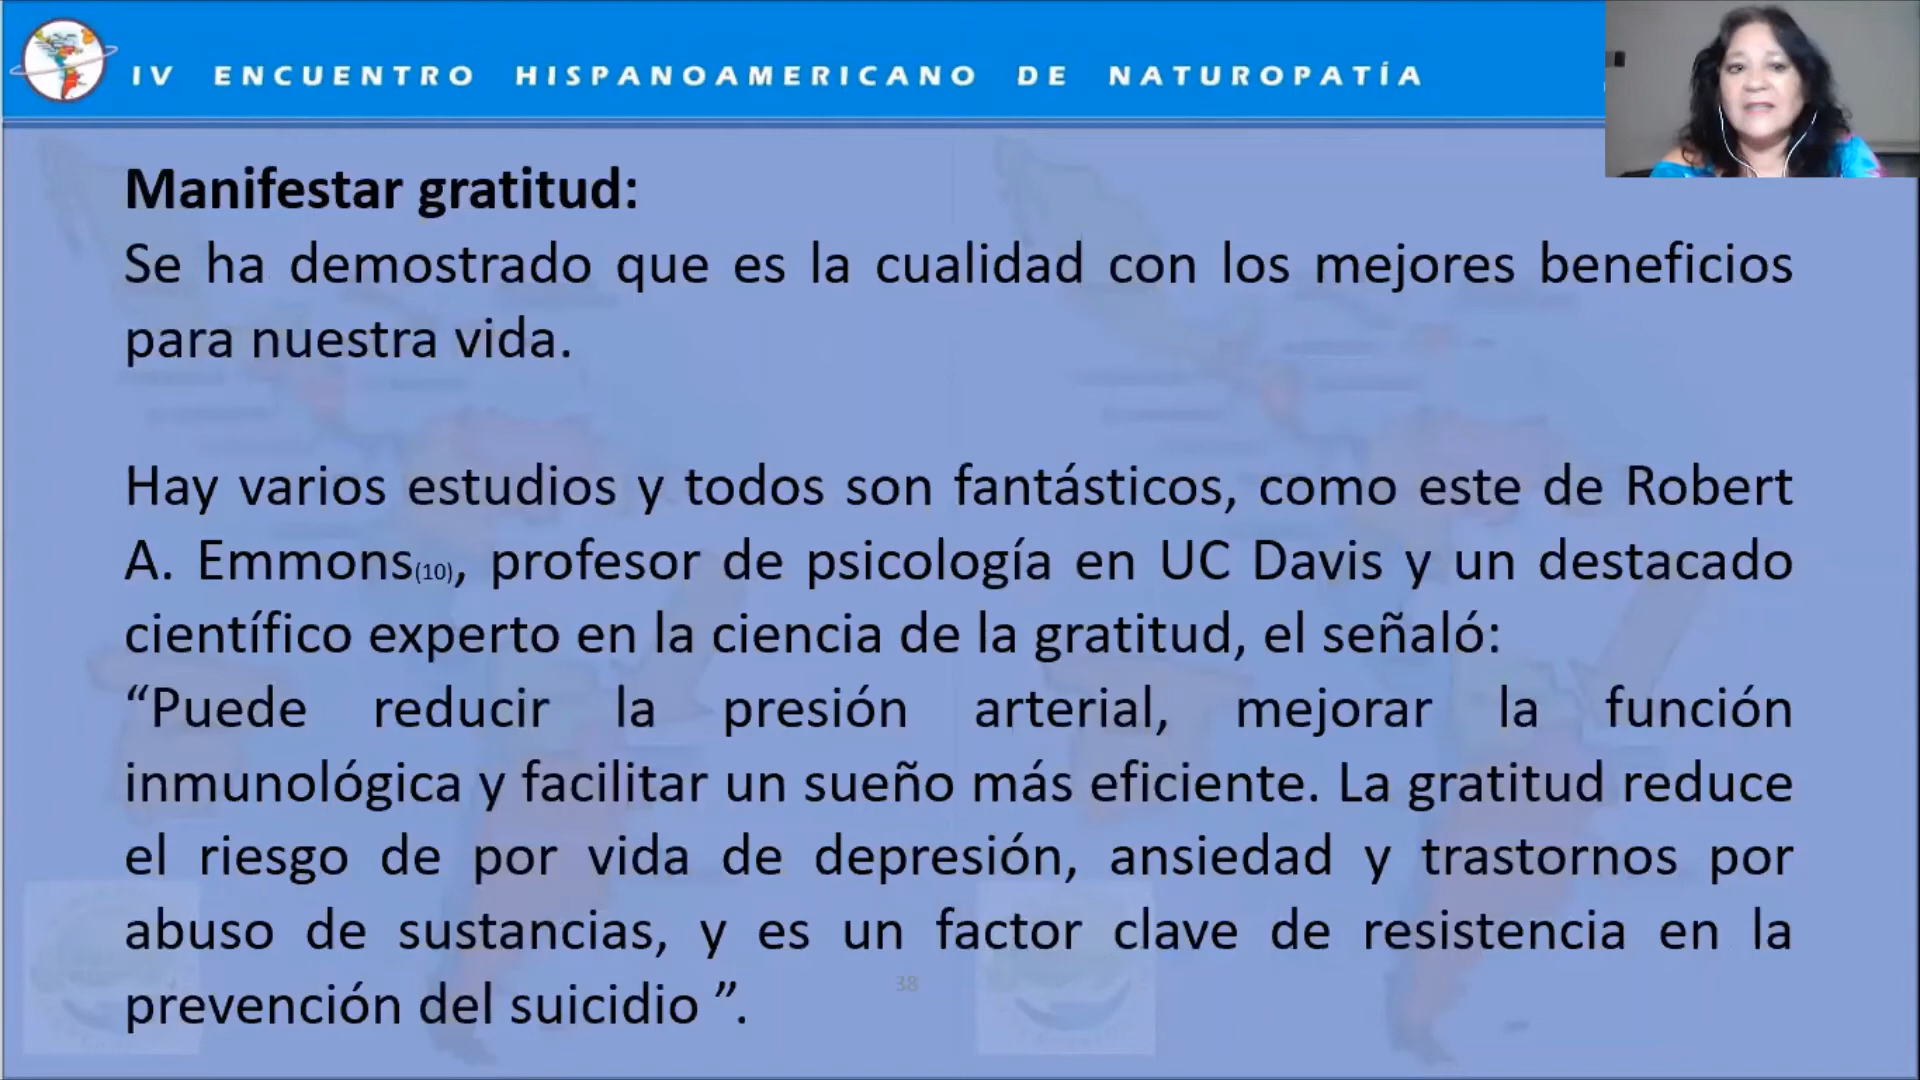 IV ENCUENTRO HISPANOAMERICANO DE NATUROPATÍA
Manifestar gratitud:
Se ha demostrado que es la cualidad con los mejores beneficios
para nuestra vida.
Hay varios estudios y todos son fantásticos, como este de Robert
A. Emmons(10), profesor de psicología en UC Davis y un destacado
científico experto en la ciencia de la gratitud, el señaló:
“Puede reducir la presión arterial, mejorar la función
inmunológica y facilitar un sueño más eficiente. La gratitud reduce
el riesgo de por vida de depresión, ansiedad y trastornos por
abuso de sustancias, y es un factor clave de resistencia en la
prevención del suicidio ”.
38